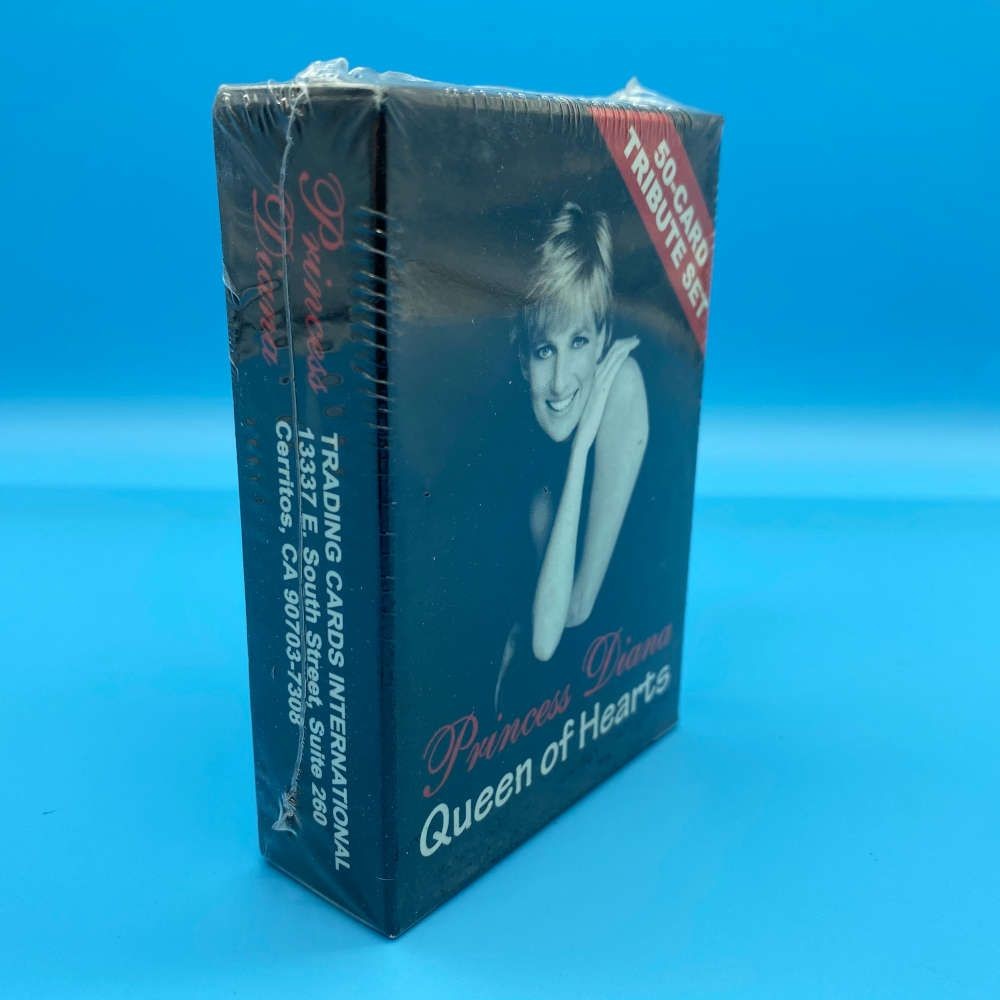 Princess
Diana
TRADING CARDS INTERNATIONAL
13337 E. South Street, Suite 260
Cerritos, CA 90703-7308
50-CARD
TRIBUTE SET
Princess Diana
Queen of Hearts